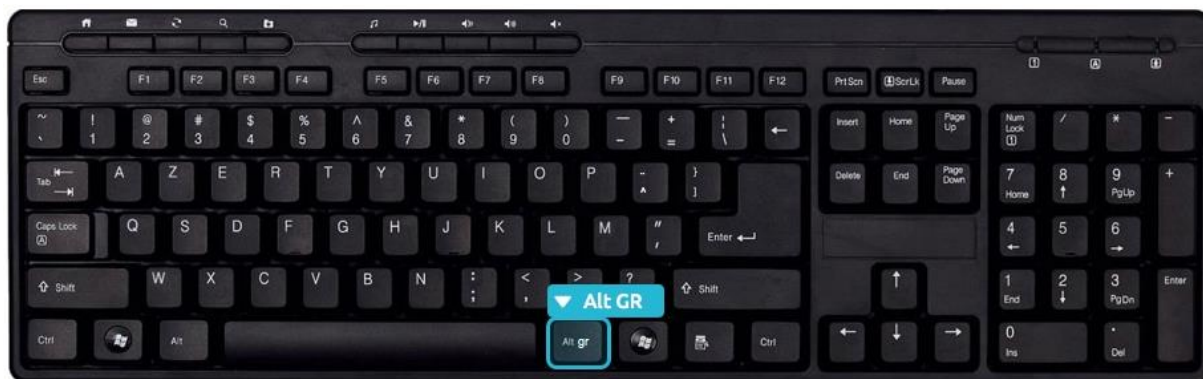 Esc F1 F2 F3 F4 F5 F6 F7 F8 F9 F10 F11 F12 PrtScn ScrLk Pause
1 A
~ ! @ # $ % ^ & * ( ) — + ¦
` 1 2 3 4 5 6 7 8 9 0 - = \ ← Insert Home Page Up Num Lock 1 / * -
Tab A Z E R T Y U I O P ¨ ^ } ] Delete End Page Down 7 Home 8 ↑ 9 PgUp +
Caps Lock A Q S D F G H J K L M " , Enter 4 ← 5 6 →
Shift W X C V B N : ; < , > ? Shift ↑ 1 End 2 ↓ 3 PgDn Enter
Alt GR
Ctrl Alt Alt gr Ctrl ← ↓ → 0 Ins . Del